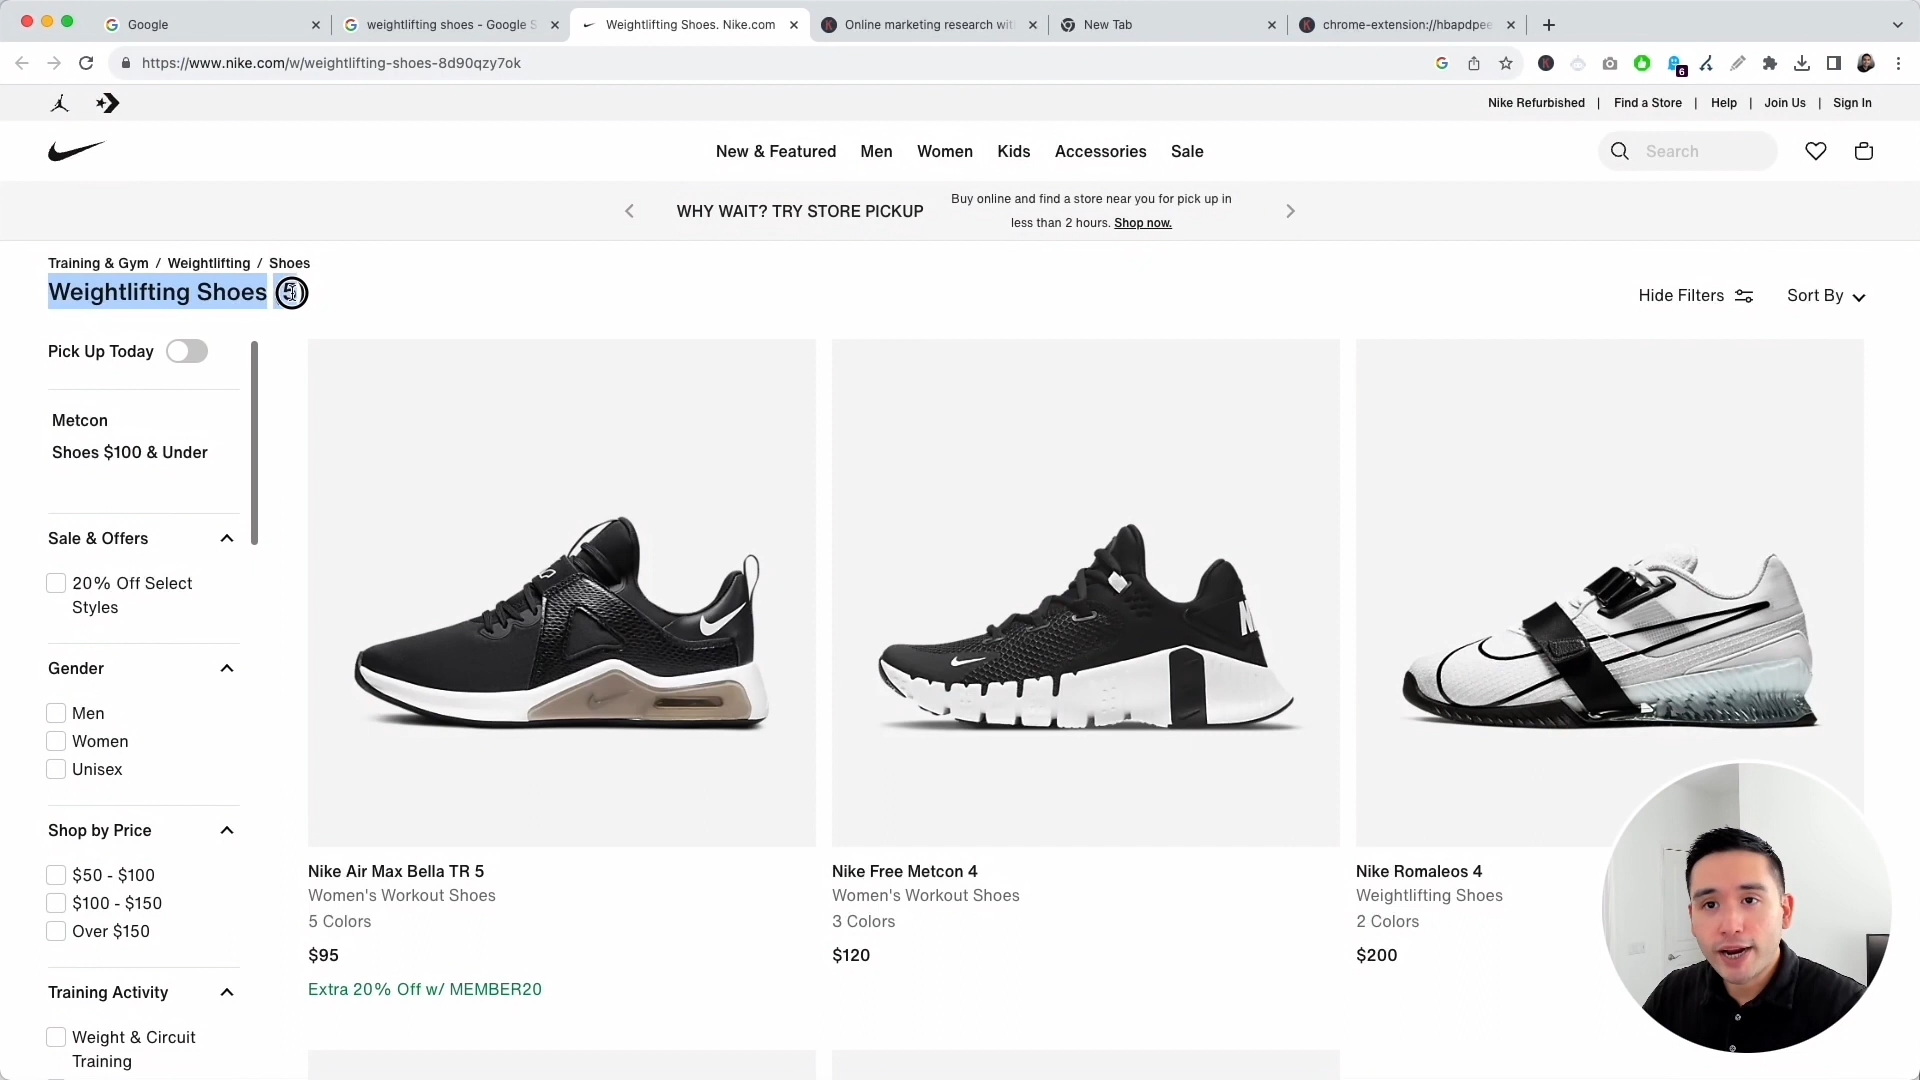 Google
weightlifting shoes - Google S
Weightlifting Shoes. Nike.com
Online marketing research wit
New Tab
chrome-extension://hbapdpee
https://www.nike.com/w/weightlifting-shoes-8d90qzy7ok
6
Nike Refurbished | Find a Store | Help | Join Us | Sign In
New & Featured Men Women Kids Accessories Sale
Search
WHY WAIT? TRY STORE PICKUP
Buy online and find a store near you for pick up in
less than 2 hours. Shop now.
Training & Gym / Weightlifting / Shoes
Weightlifting Shoes
Hide Filters
Sort By
Pick Up Today
Metcon
Shoes $100 & Under
Sale & Offers
20% Off Select
Styles
Gender
Men
Women
Unisex
Shop by Price
$50 - $100
$100 - $150
Over $150
Training Activity
Weight & Circuit
Training
Nike Air Max Bella TR 5
Women's Workout Shoes
5 Colors
$95
Extra 20% Off w/ MEMBER20
Nike Free Metcon 4
Women's Workout Shoes
3 Colors
$120
Nike Romaleos 4
Weightlifting Shoes
2 Colors
$200